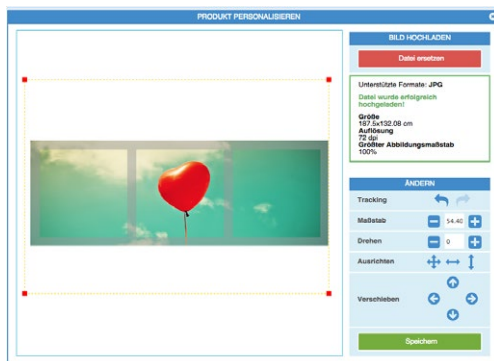 PRODUKT PERSONALISIEREN
BILD HOCHLADEN
Datei ersetzen
Unterstützte Formate: JPG
Datei wurde erfolgreich
hochgeladen!
Größe
187.5x132.08 cm
Auflösung
72 dpi
Größter Abbildungsmaßstab
100%
ÄNDERN
Tracking
Maßstab
54.40
Drehen
0
Ausrichten
Verschieben
Speichern